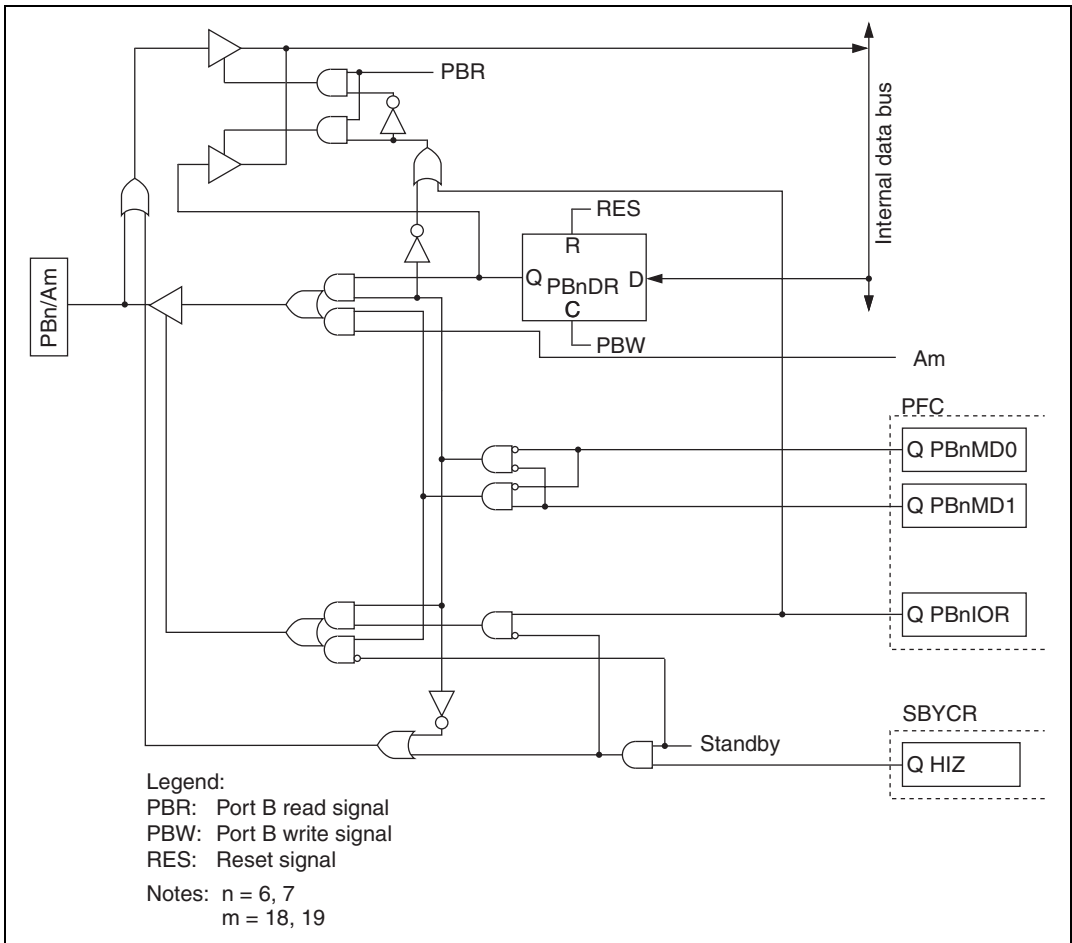 PBR
Internal data bus
RES
R
Q PBnDR D
C
PBW
PBn/Am
Am
PFC
Q PBnMD0
Q PBnMD1
Q PBnIOR
SBYCR
Standby
Q HIZ
Legend:
PBR: Port B read signal
PBW: Port B write signal
RES: Reset signal
Notes: n = 6, 7
m = 18, 19